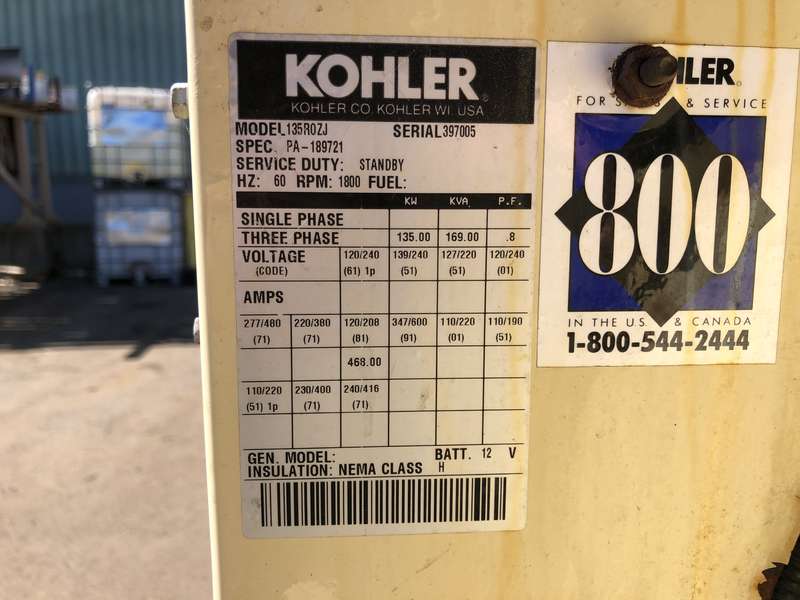 KOHLER®
KOHLER CO. KOHLER WI. USA
MODEL 135ROZJ SERIAL 397005
SPEC. PA-189721
SERVICE DUTY: STANDBY
HZ: 60 RPM: 1800 FUEL:
KW KVA P.F.
SINGLE PHASE
THREE PHASE 135.00 169.00 .8
VOLTAGE 120/240 139/240 127/220 120/240
(CODE) (61) 1p (51) (51) (01)
AMPS
277/480 220/380 120/208 347/600 110/220 110/190
(71) (71) (81) (91) (01) (51)
468.00
110/220 230/400 240/416
(51) 1p (71) (71)
GEN. MODEL: BATT. 12 V
INSULATION: NEMA CLASS H
LER®
FOR & SERVICE
800
IN THE U.S. & CANADA
1-800-544-2444